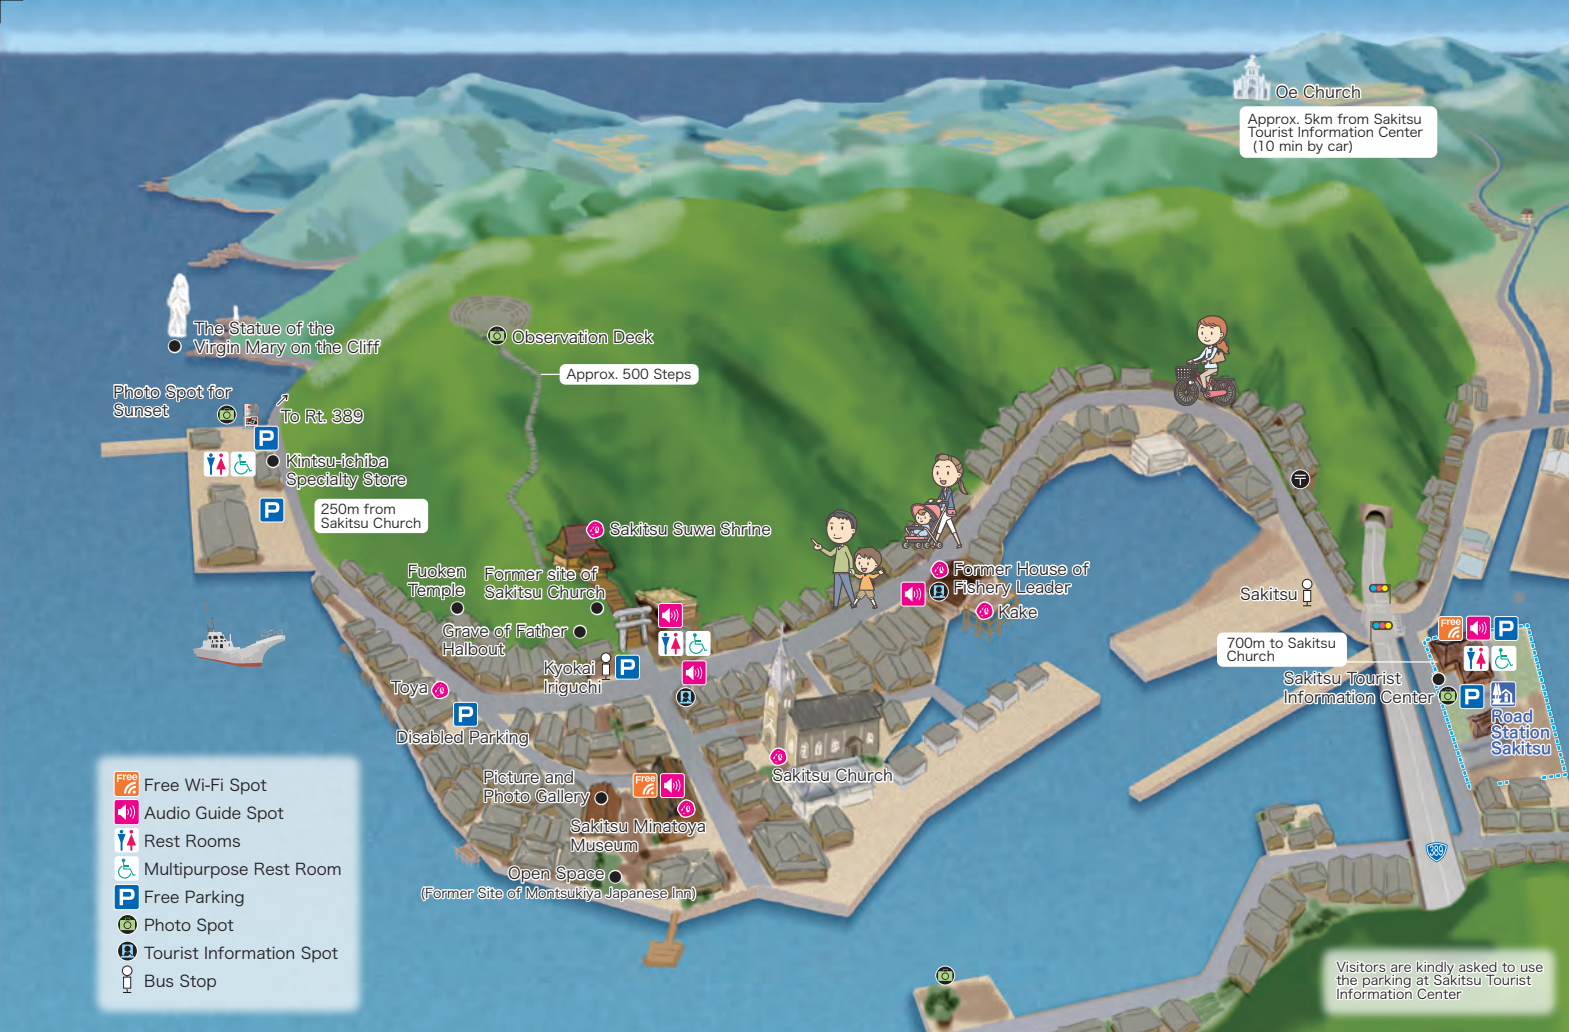 Oe Church
Approx. 5km from Sakitsu
Tourist Information Center
(10 min by car)
The Statue of the
Virgin Mary on the Cliff
Observation Deck
Approx. 500 Steps
Photo Spot for
Sunset
To Rt. 389
P
Kintsu-ichiba
Specialty Store
P
250m from
Sakitsu Church
Sakitsu Suwa Shrine
Fuoken
Temple
Former site of
Sakitsu Church
Grave of Father
Halbout
Kyokai
Iriguchi
P
Toya
P
Disabled Parking
Former House of
Fishery Leader
Kake
〒
Sakitsu
700m to Sakitsu
Church
Free
P
Sakitsu Tourist
Information Center
P
Road
Station
Sakitsu
Sakitsu Church
Picture and
Photo Gallery
Free
Sakitsu Minatoya
Museum
Open Space
(Former Site of Montsukiya Japanese Inn)
389
Free
Free Wi-Fi Spot
Audio Guide Spot
Rest Rooms
Multipurpose Rest Room
P
Free Parking
Photo Spot
Tourist Information Spot
Bus Stop
Visitors are kindly asked to use
the parking at Sakitsu Tourist
Information Center